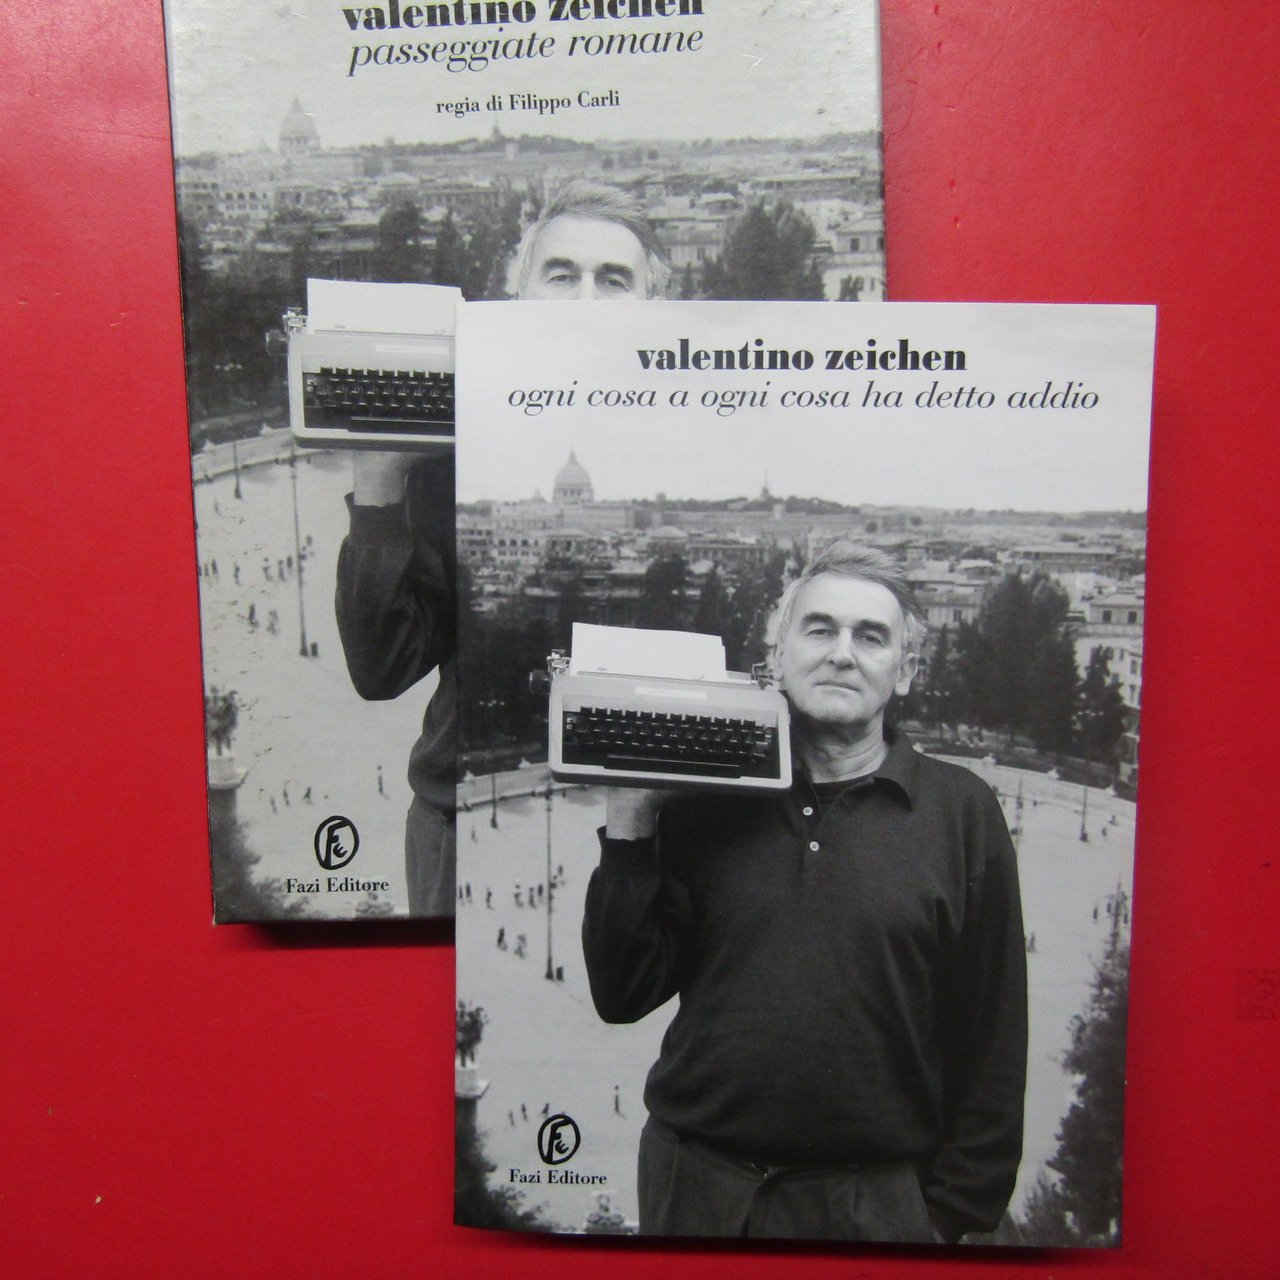 valentino zeichen
passeggiate romane
regia di Filippo Carli
Fazi Editore
valentino zeichen
ogni cosa a ogni cosa ha detto addio
Fazi Editore